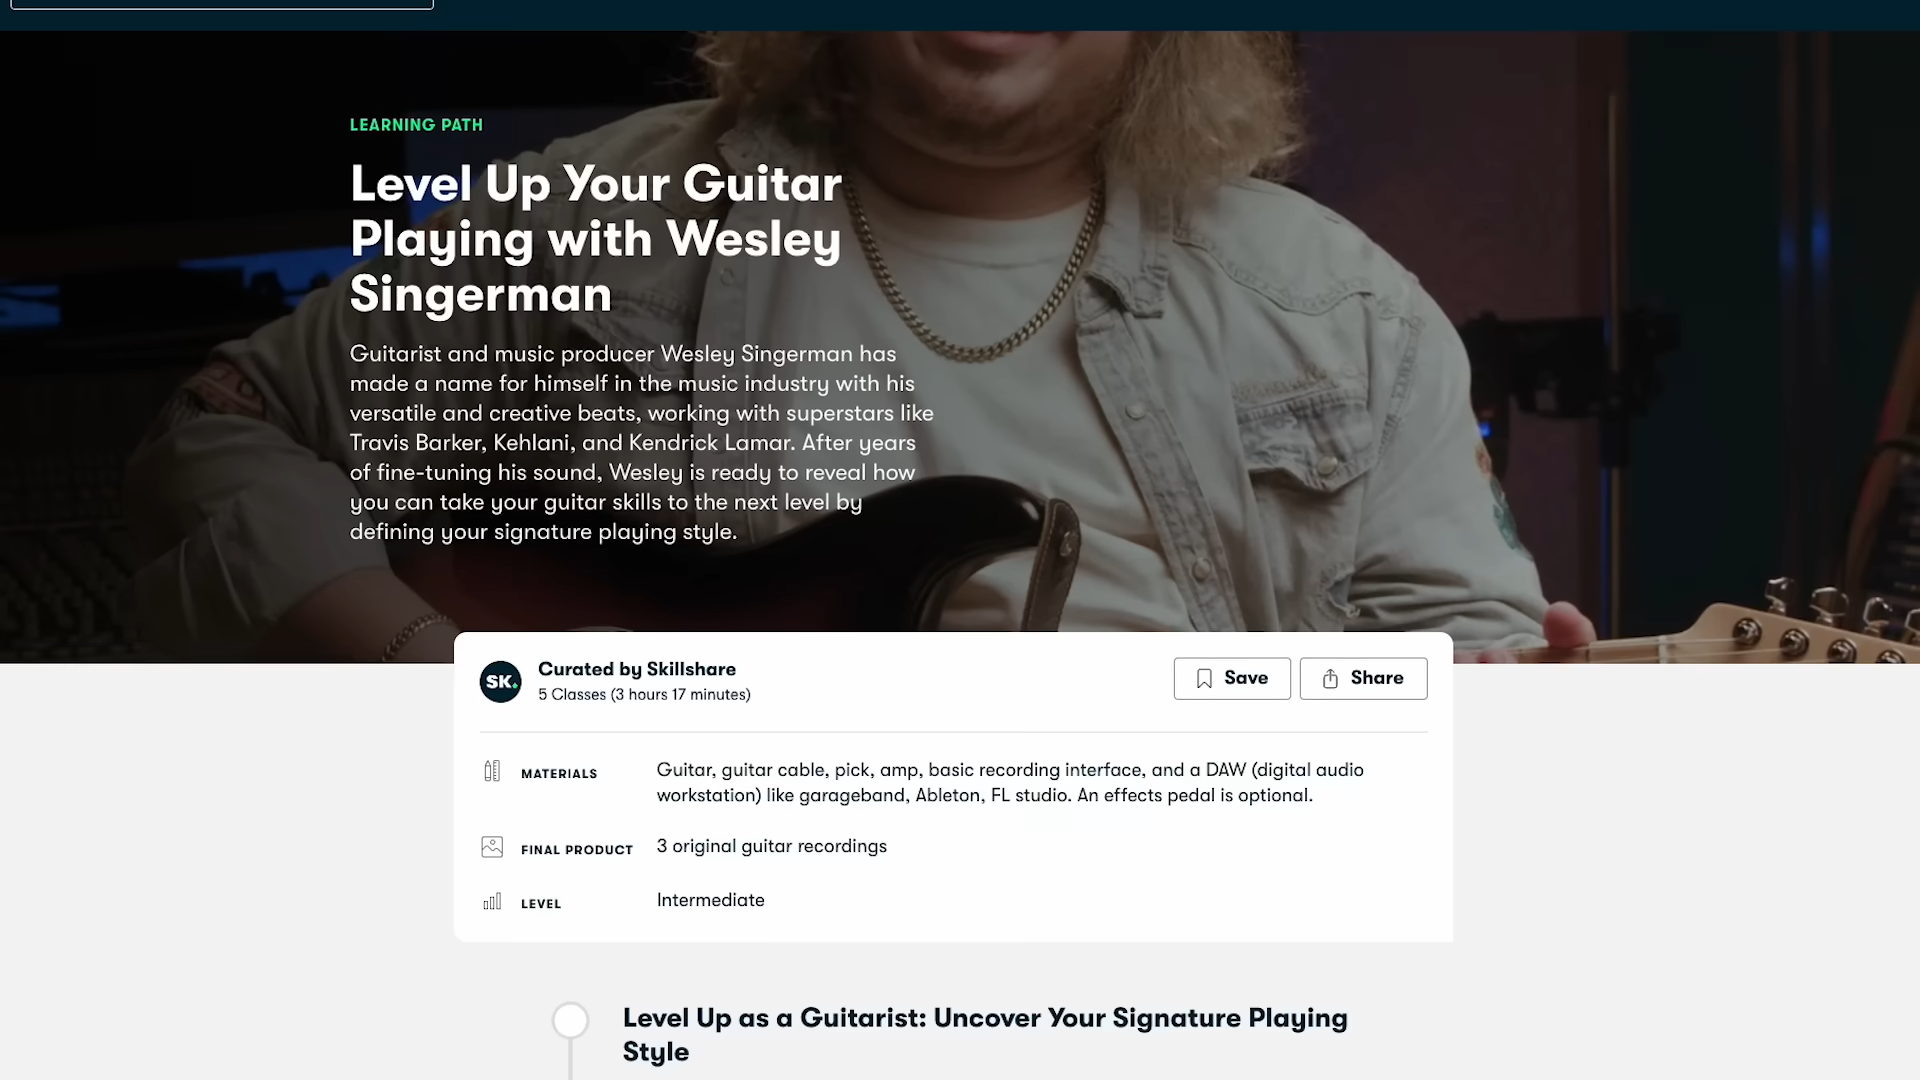 LEARNING PATH
Level Up Your Guitar
Playing with Wesley
Singerman
Guitarist and music producer Wesley Singerman has
made a name for himself in the music industry with his
versatile and creative beats, working with superstars like
Travis Barker, Kehlani, and Kendrick Lamar. After years
of fine-tuning his sound, Wesley is ready to reveal how
you can take your guitar skills to the next level by
defining your signature playing style.
SK.
Curated by Skillshare
5 Classes (3 hours 17 minutes)
Save
Share
MATERIALS
Guitar, guitar cable, pick, amp, basic recording interface, and a DAW (digital audio
workstation) like garageband, Ableton, FL studio. An effects pedal is optional.
FINAL PRODUCT
3 original guitar recordings
LEVEL
Intermediate
Level Up as a Guitarist: Uncover Your Signature Playing
Style